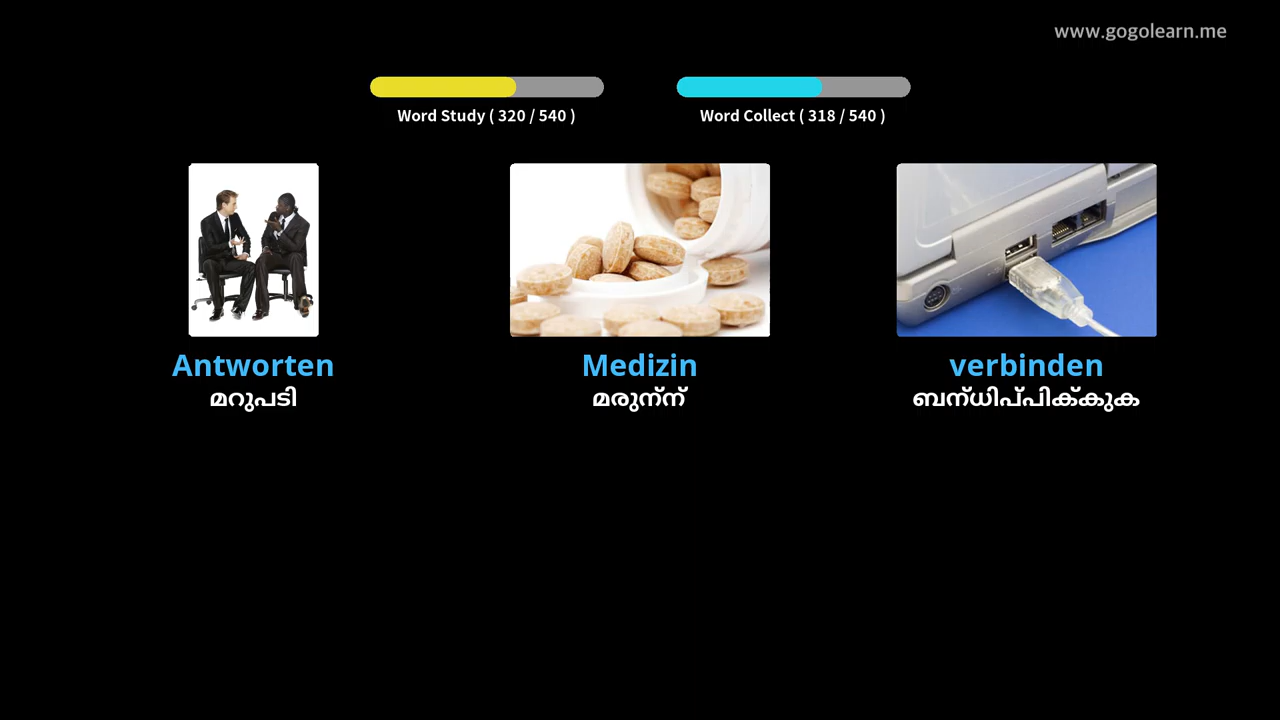 www.gogolearn.me
Word Study ( 320 / 540 )
Word Collect ( 318 / 540 )
Antworten
Medizin
verbinden
മറുപടി
മരുന്ന്
ബന്ധിപ്പിക്കുക